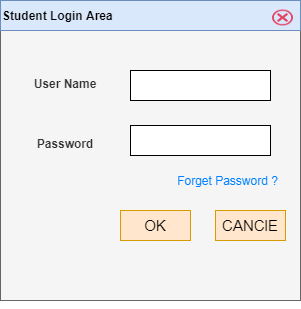 Student Login Area
User Name
Password
Forget Password ?
OK
CANCIE